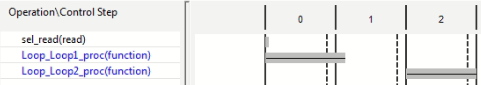 Operation\Control Step
0 1 2
sel_read(read)
Loop_Loop1_proc(function)
Loop_Loop2_proc(function)